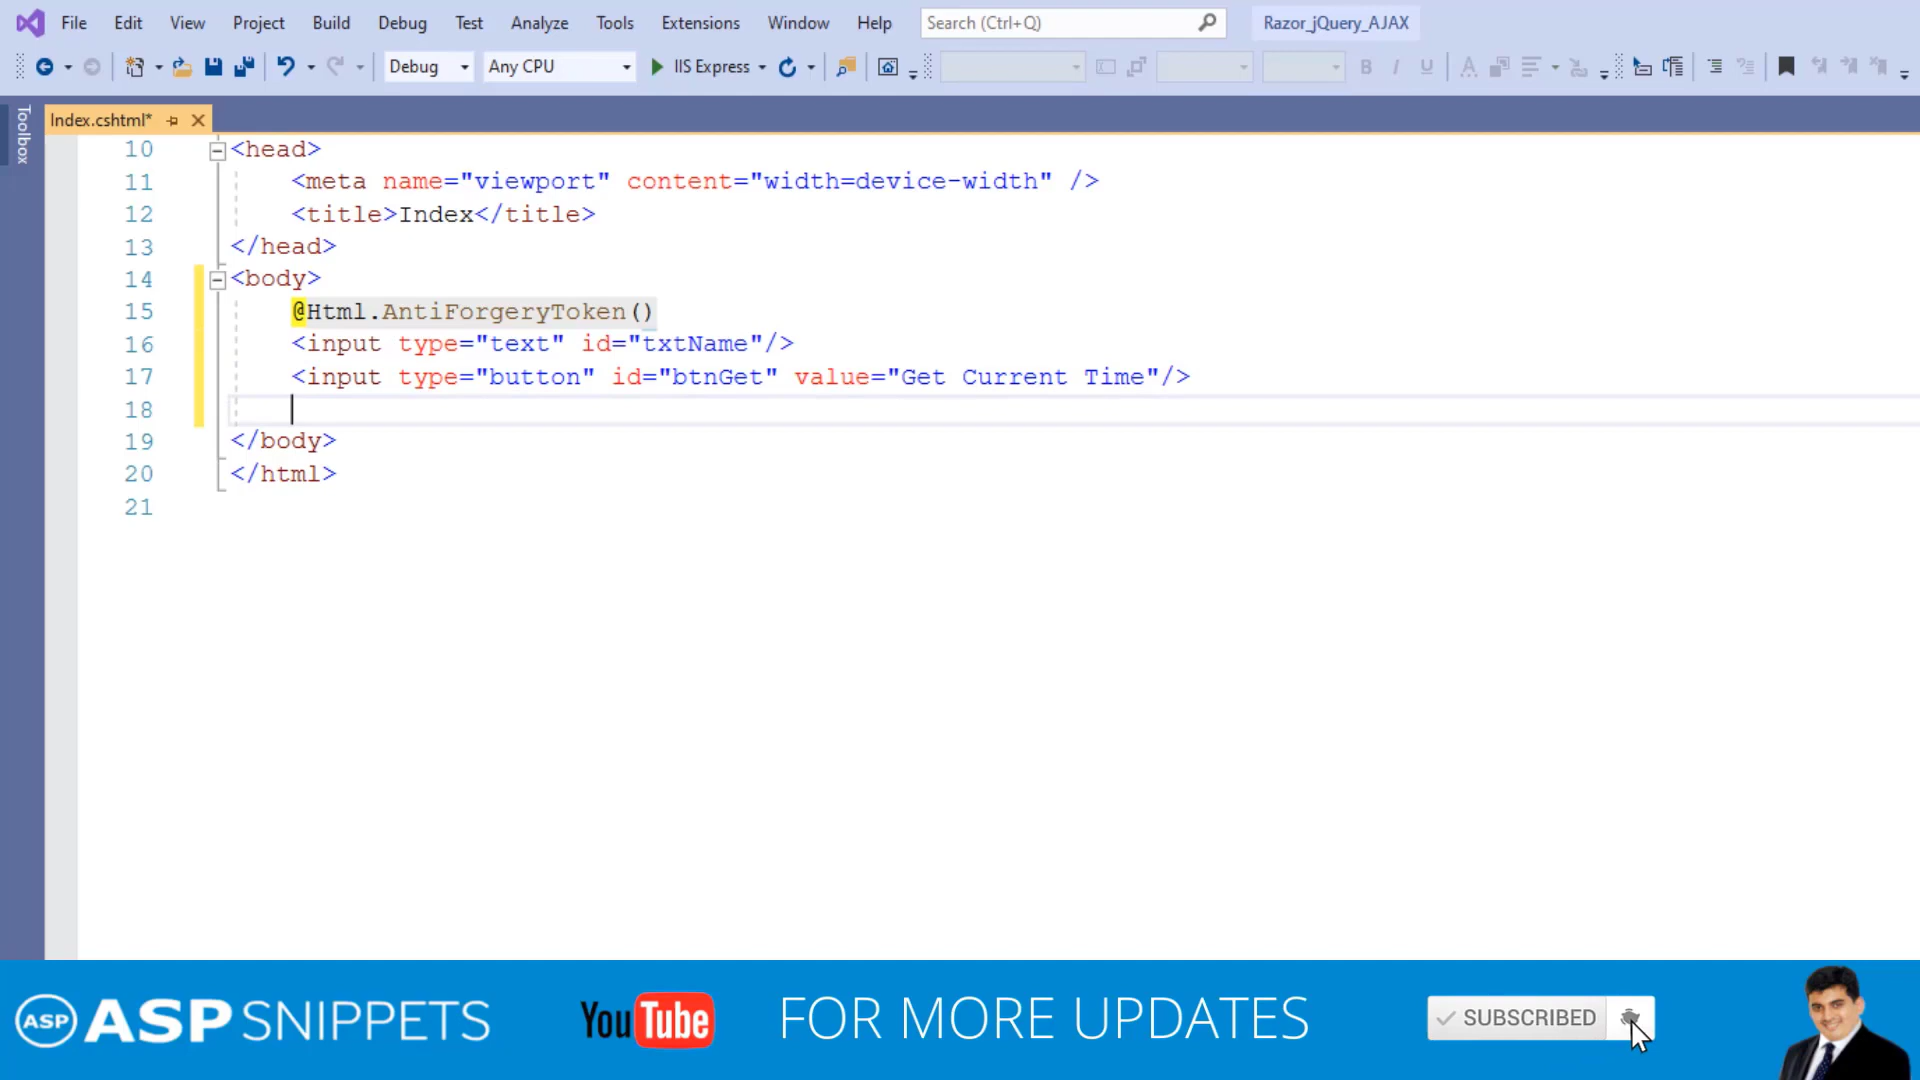 File Edit View Project Build Debug Test Analyze Tools Extensions Window Help Search (Ctrl+Q) Razor_jQuery_AJAX
Debug Any CPU IIS Express
Toolbox
Index.cshtml*
10 <head>
11 <meta name="viewport" content="width=device-width" />
12 <title>Index</title>
13 </head>
14 <body>
15 @Html.AntiForgeryToken()
16 <input type="text" id="txtName"/>
17 <input type="button" id="btnGet" value="Get Current Time"/>
18
19 </body>
20 </html>
21
ASP ASPSNIPPETS YouTube FOR MORE UPDATES SUBSCRIBED